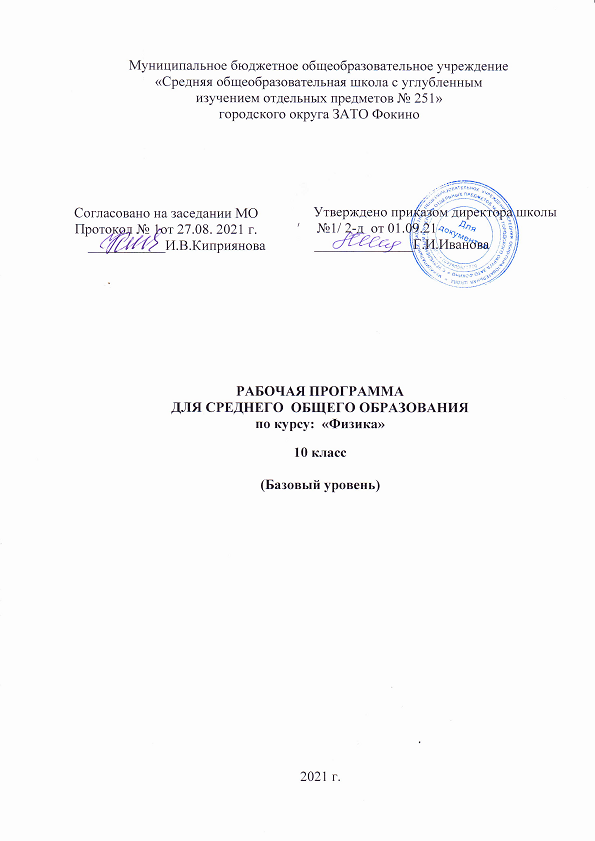 Муниципальное бюджетное общеобразовательное учреждение
«Средняя общеобразовательная школа с углубленным
изучением отдельных предметов № 251»
городского округа ЗАТО Фокино
Согласовано на заседании МО
Протокол № 1от 27.08. 2021 г.
И.В.Киприянова
Утверждено приказом директора школы
№1/ 2-д  от 01.09.21
Г.И.Иванова
Для
документов
РАБОЧАЯ ПРОГРАММА
ДЛЯ СРЕДНЕГО  ОБЩЕГО ОБРАЗОВАНИЯ
по курсу:  «Физика»
10 класс
(Базовый уровень)
2021 г.